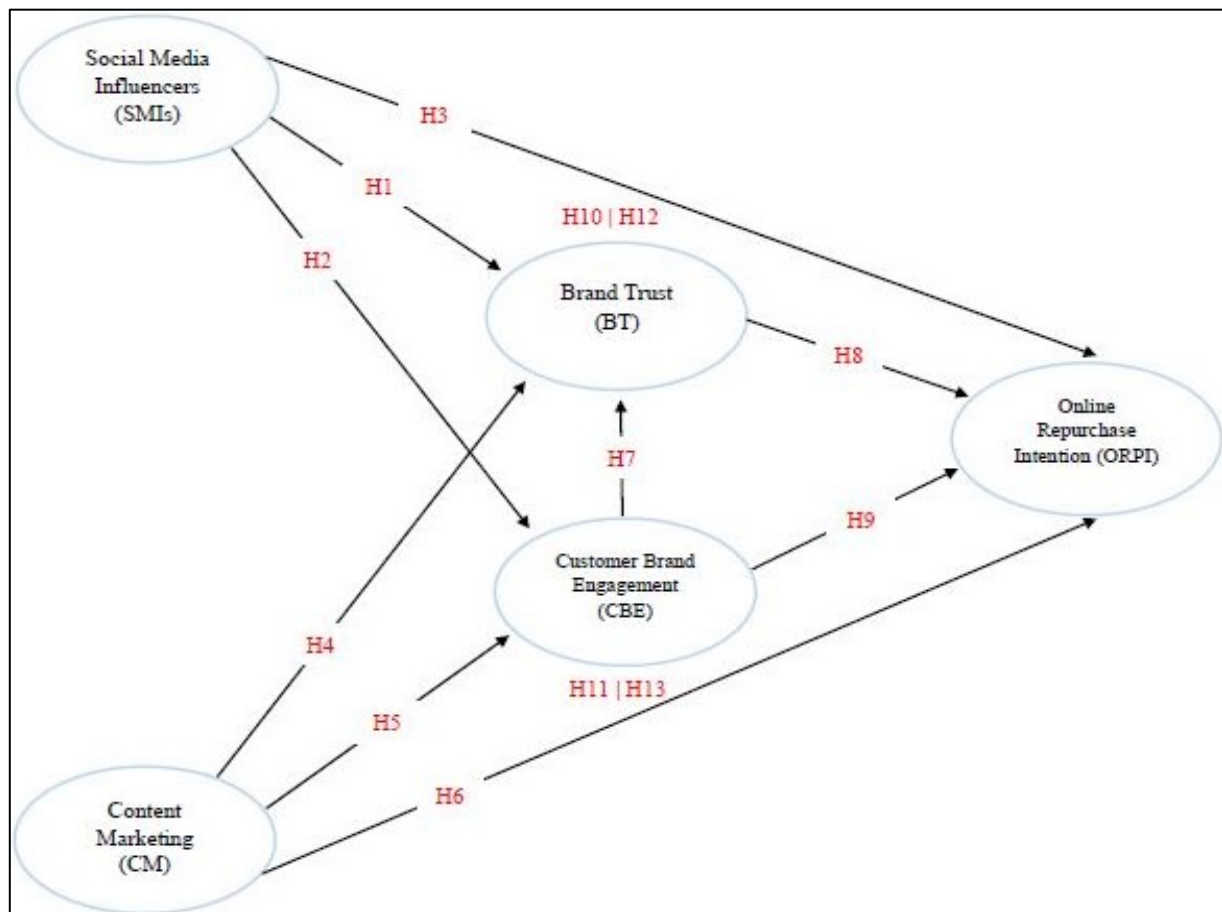 Social Media
Influencers
(SMIs)
H3
H1
H10 | H12
H2
Brand Trust
(BT)
H8
Online
Repurchase
Intention (ORPI)
H7
H9
Customer Brand
Engagement
(CBE)
H4
H11 | H13
H5
H6
Content
Marketing
(CM)